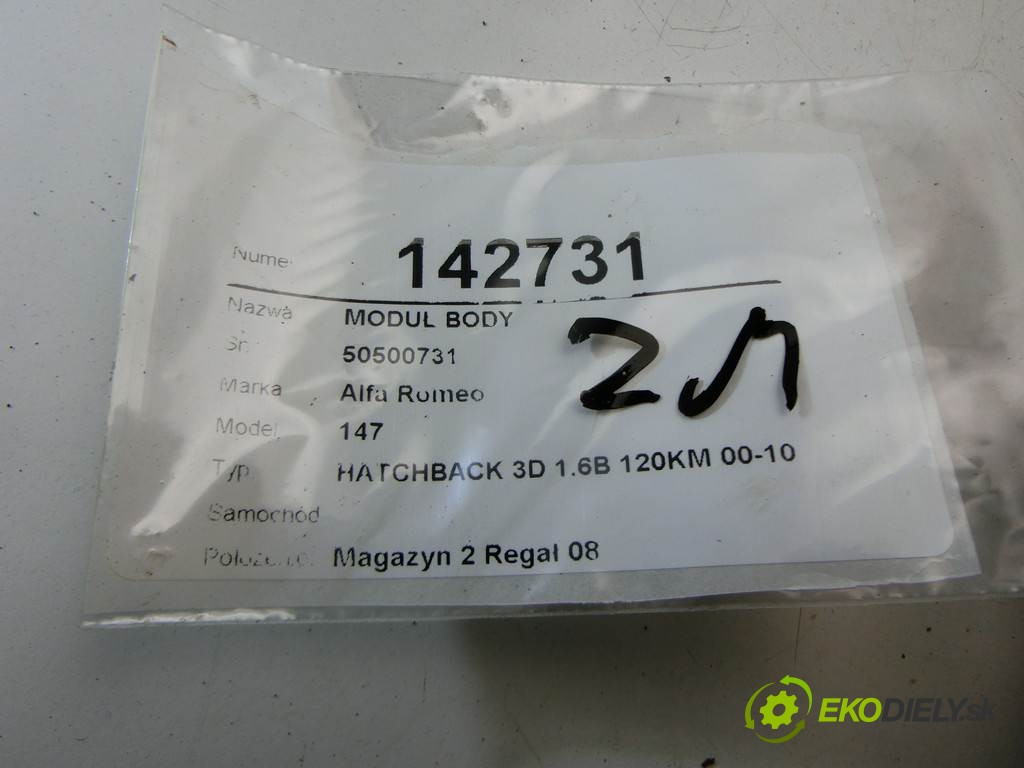 Numer 142731
Nazwa MODUL BODY
Sn 50500731
Marka Alfa Romeo
Model 147
Typ HATCHBACK 3D 1.6B 120KM 00-10
Samochód
Położenie Magazyn 2 Regał 08
EKODIELY.sk